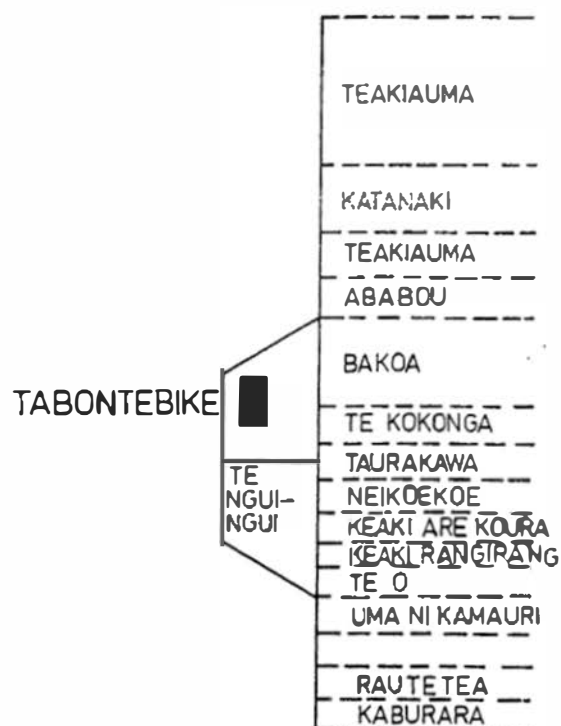 TEAKIAUMA
KATANAKI
TEAKIAUMA
ABABOU
BAKOA
TABONTEBIKE
TE KOKONGA
TAURAKAWA
TE
NGUI-
NGUI
NEIKOEKOE
KEAKI ARE KOURA
KEAKI RANGIRANG
TE O
UMA NI KAMAURI
RAUTETEA
KABURARA